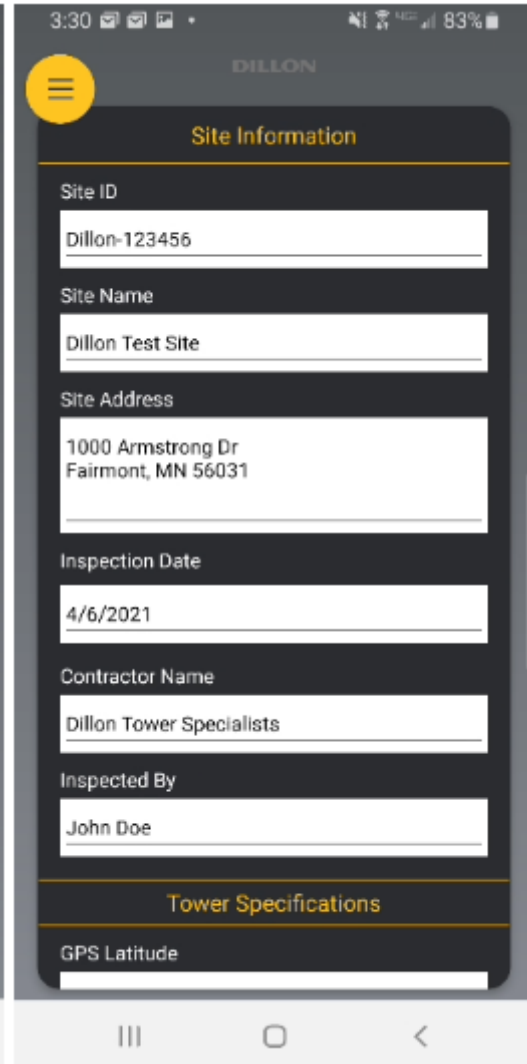 3:30
83%
DILLON
Site Information
Site ID
Dillon-123456
Site Name
Dillon Test Site
Site Address
1000 Armstrong Dr
Fairmont, MN 56031
Inspection Date
4/6/2021
Contractor Name
Dillon Tower Specialists
Inspected By
John Doe
Tower Specifications
GPS Latitude